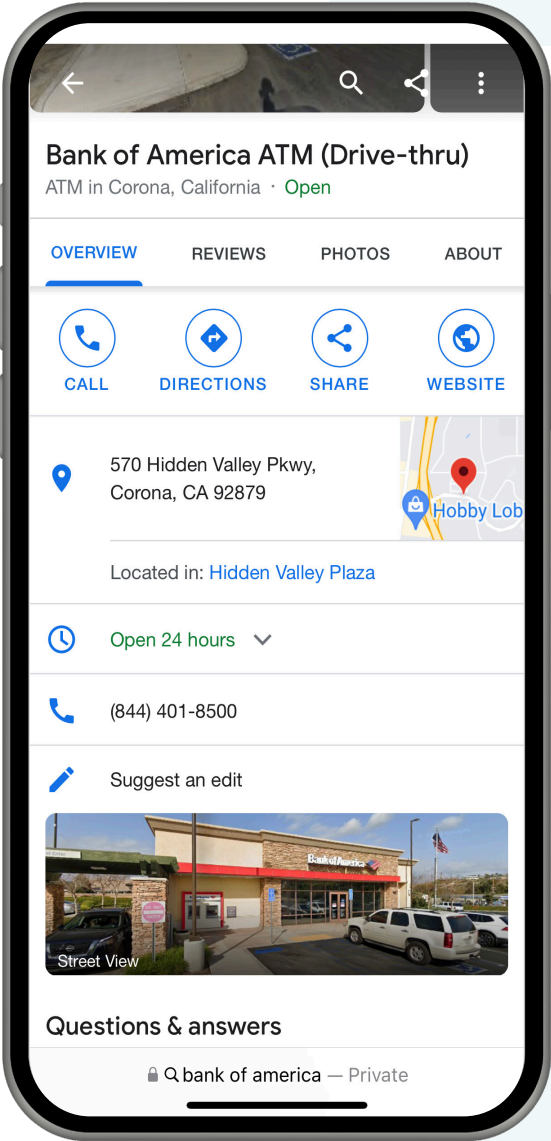 Bank of America ATM (Drive-thru)
ATM in Corona, California · Open
OVERVIEW REVIEWS PHOTOS ABOUT
CALL DIRECTIONS SHARE WEBSITE
570 Hidden Valley Pkwy,
Corona, CA 92879
Hobby Lob
Located in: Hidden Valley Plaza
Open 24 hours
(844) 401-8500
Suggest an edit
Bank of America
Street View
Questions & answers
bank of america — Private